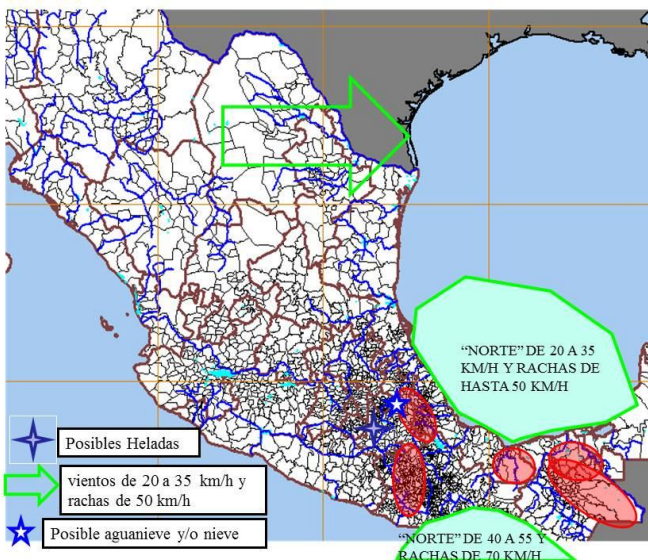 “NORTE” DE 20 A 35
KM/H Y RACHAS DE
HASTA 50 KM/H
Posibles Heladas
vientos de 20 a 35 km/h y
rachas de 50 km/h
Posible aguanieve y/o nieve
“NORTE” DE 40 A 55 Y
RACHAS DE 70 KM/H